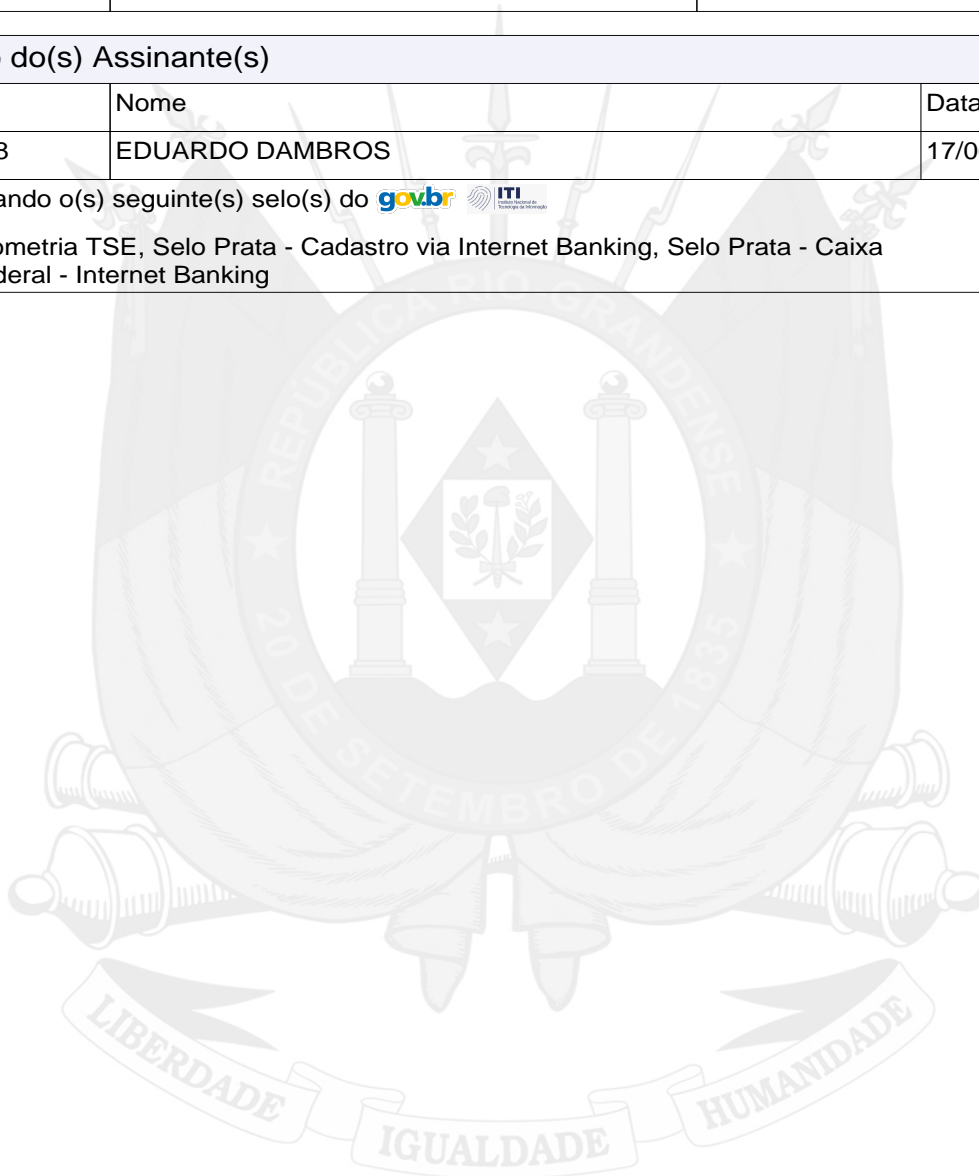 do(s) Assinante(s)
Nome Data
EDUARDO DAMBROS 17/0
ando o(s) seguinte(s) selo(s) do gov.br ITI
ometria TSE, Selo Prata - Cadastro via Internet Banking, Selo Prata - Caixa
deral - Internet Banking
REPÚBLICA RIO GRANDENSE
20 DE SETEMBRO DE 1835
LIBERDADE IGUALDADE HUMANIDADE